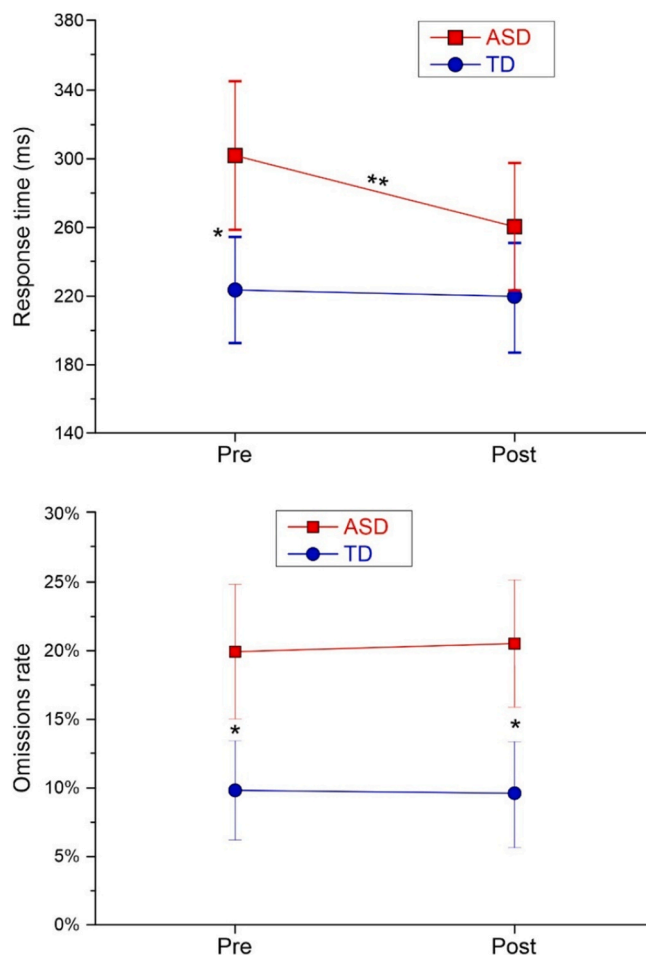 380
ASD
TD
340
300
**
260
*
220
180
140
Pre
Post
Response time (ms)
30%
ASD
TD
25%
20%
15%
*
*
10%
5%
0%
Pre
Post
Omissions rate